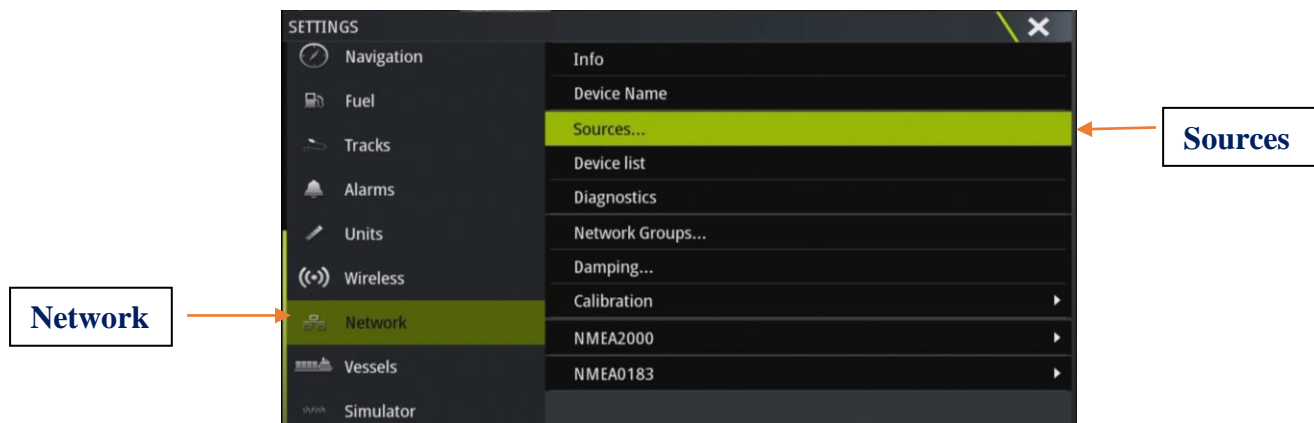 SETTINGS
Navigation
Fuel
Tracks
Alarms
Units
Wireless
Network
Vessels
Simulator
Info
Device Name
Sources...
Device list
Diagnostics
Network Groups...
Damping...
Calibration
NMEA2000
NMEA0183
Network
Sources